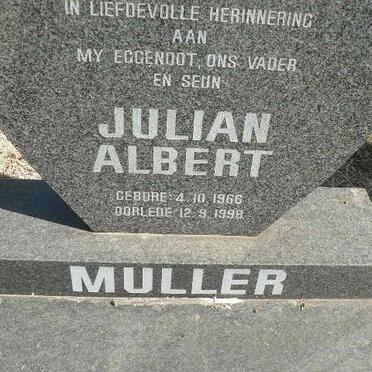 IN LIEFDEVOLLE HERINNERING
AAN
MY EGGENOOT, ONS VADER
EN SEUN
JULIAN
ALBERT
GEBORE: 4.10.1966
OORLEDE: 12.9.1998
MULLER